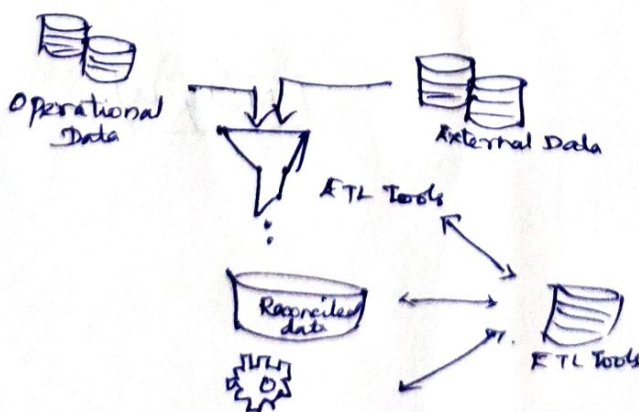 Operational
Data
External Data
ETL Tools
Reconciled
data
ETL Tools